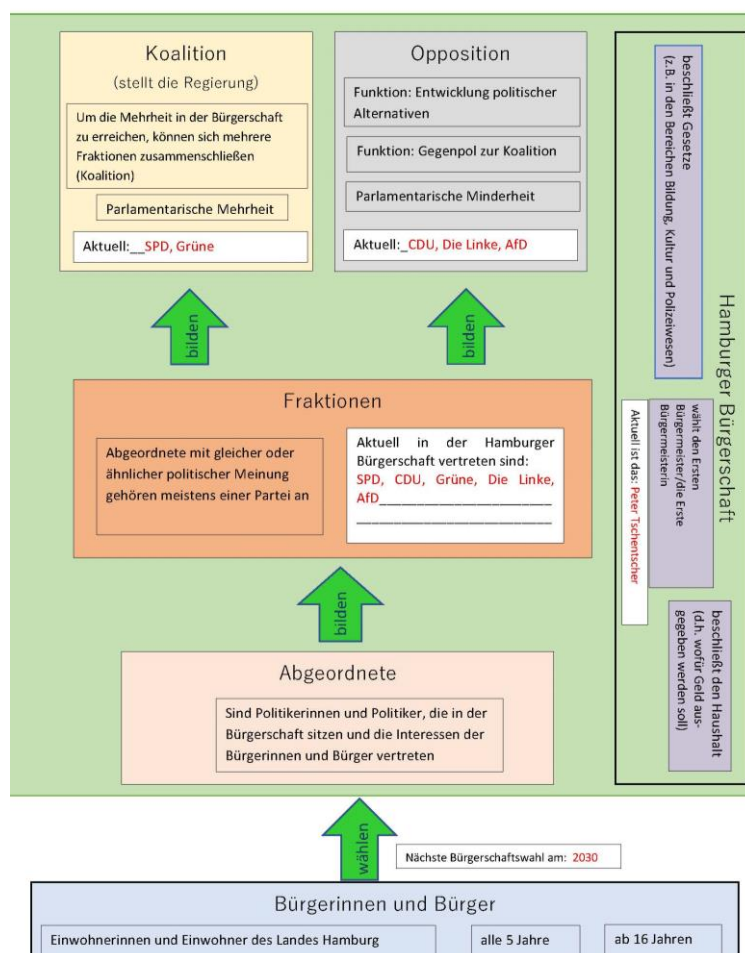 Koalition
(stellt die Regierung)
Um die Mehrheit in der Bürgerschaft
zu erreichen, können sich mehrere
Fraktionen zusammenschließen
(Koalition)
Parlamentarische Mehrheit
Aktuell:__SPD, Grüne
Opposition
Funktion: Entwicklung politischer
Alternativen
Funktion: Gegenpol zur Koalition
Parlamentarische Minderheit
Aktuell:_CDU, Die Linke, AfD
bilden
bilden
Fraktionen
Abgeordnete mit gleicher oder
ähnlicher politischer Meinung
gehören meistens einer Partei an
Aktuell in der Hamburger
Bürgerschaft vertreten sind:
SPD, CDU, Grüne, Die Linke,
AfD________________________
____________________________
bilden
Abgeordnete
Sind Politikerinnen und Politiker, die in der
Bürgerschaft sitzen und die Interessen der
Bürgerinnen und Bürger vertreten
Hamburger Bürgerschaft
beschließt Gesetze
(z.B. in den Bereichen Bildung, Kultur und Polizeiwesen)
wählt den Ersten
Bürgermeister/die Erste
Bürgermeisterin
Aktuell ist das: Peter Tschentscher
beschließt den Haushalt
(d.h. wofür Geld aus-
gegeben werden soll)
wählen
Nächste Bürgerschaftswahl am: 2030
Bürgerinnen und Bürger
Einwohnerinnen und Einwohner des Landes Hamburg
alle 5 Jahre
ab 16 Jahren